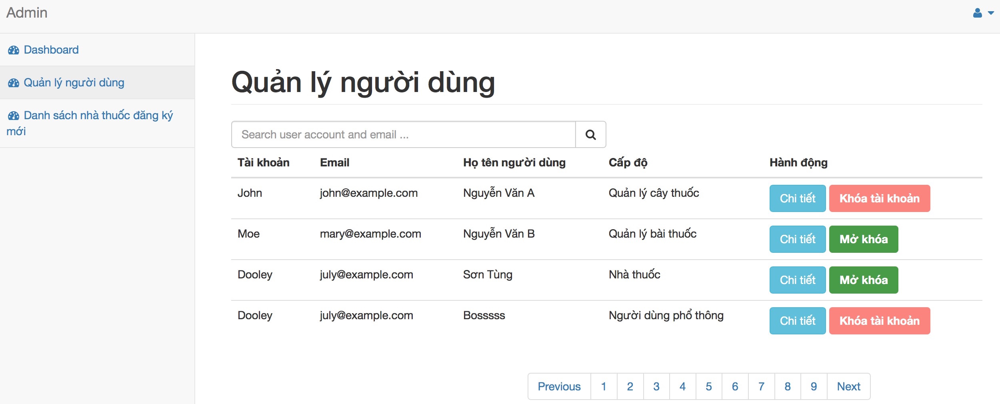 Admin
Dashboard
Quản lý người dùng
Danh sách nhà thuốc đăng ký
mới
Quản lý người dùng
Search user account and email ...
Tài khoản Email Họ tên người dùng Cấp độ Hành động
John john@example.com Nguyễn Văn A Quản lý cây thuốc Chi tiết Khóa tài khoản
Moe mary@example.com Nguyễn Văn B Quản lý bài thuốc Chi tiết Mở khóa
Dooley july@example.com Sơn Tùng Nhà thuốc Chi tiết Mở khóa
Dooley july@example.com Bosssss Người dùng phổ thông Chi tiết Khóa tài khoản
Previous 1 2 3 4 5 6 7 8 9 Next